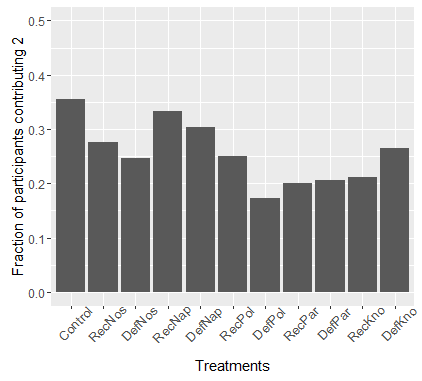 Fraction of participants contributing 2
0.5
0.4
0.3
0.2
0.1
0.0
Control RecNos DefNos RecNap DefNap RecPol DefPol RecPar DefPar RecKno DefKno
Treatments